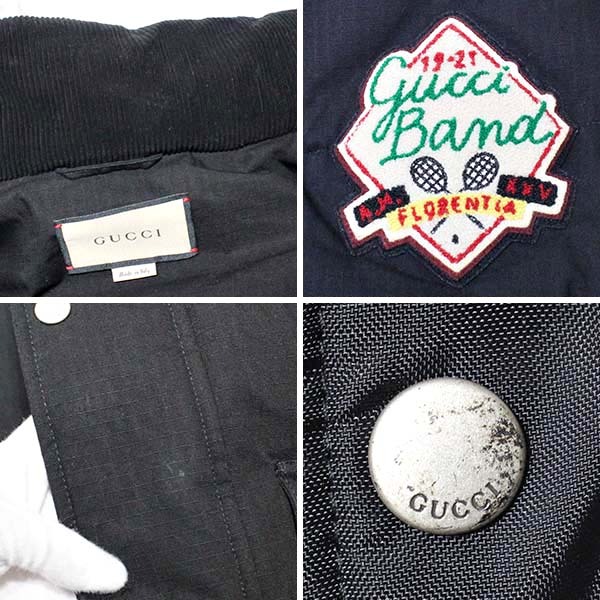 GUCCI
Made in Italy
19-21
Gucci
Band
XXV
FLORENTIA
GUCCI